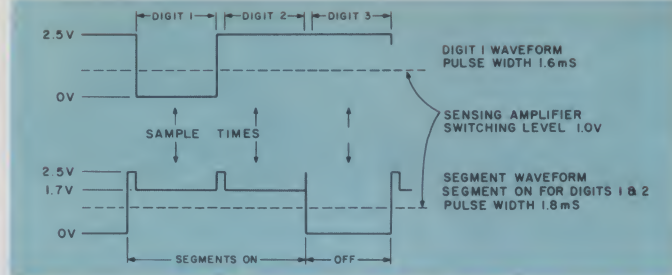 DIGIT 1 DIGIT 2 DIGIT 3
2.5V
0V
DIGIT 1 WAVEFORM
PULSE WIDTH 1.6mS
SAMPLE TIMES
SENSING AMPLIFIER
SWITCHING LEVEL 1.0V
2.5V
1.7V
0V
SEGMENT WAVEFORM
SEGMENT ON FOR DIGITS 1 & 2
PULSE WIDTH 1.8mS
SEGMENTS ON OFF